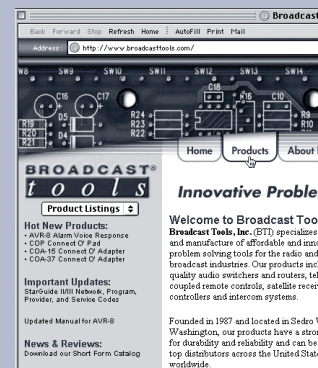 Broadcast
Back Forward Stop Refresh Home AutoFill Print Mail
Address: http://www.broadcasttools.com/
W8 SW9 SW10 SW11 SW12 SW13 SW14
C16 C17 C18 C10
R19 D5 R24 R16 R9
R20 R23 R10
R21 D4 R22
Home Products About
BROADCAST®
tools
Product Listings
Innovative Proble
Welcome to Broadcast Too
Broadcast Tools, Inc. (BTI) specializes
and manufacture of affordable and inno
problem solving tools for the radio and
broadcast industries. Our products incl
quality audio switchers and routers, tel
coupled remote controls, satellite recei
controllers and intercom systems.
Founded in 1987 and located in Sedro W
Washington, our products have a stron
for durability and reliability and can be
top distributors across the United State
worldwide.
Hot New Products:
• AVR-8 Alarm Voice Response
• COP Connect O' Pad
• COA-15 Connect O' Adapter
• COA-37 Connect O' Adapter
Important Updates:
StarGuide II/III Network, Program,
Provider, and Service Codes
Updated Manual for AVR-8
News & Reviews:
Download our Short Form Catalog